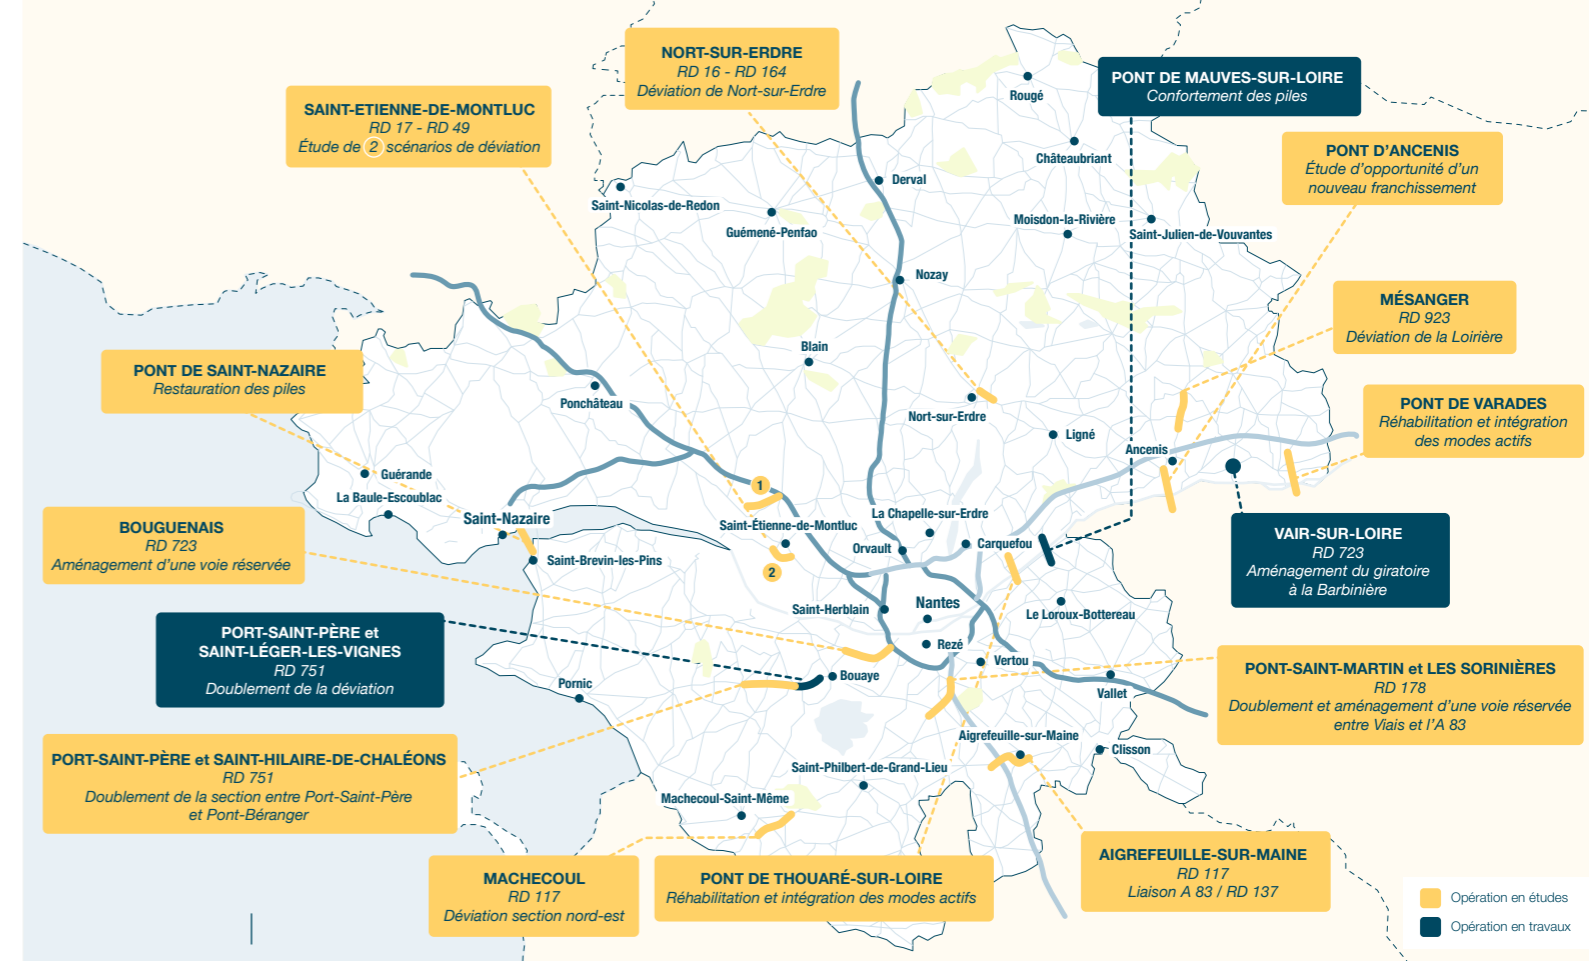 NORT-SUR-ERDRE
RD 16 - RD 164
Déviation de Nort-sur-Erdre
SAINT-ETIENNE-DE-MONTLUC
RD 17 - RD 49
Étude de 2 scénarios de déviation
PONT DE MAUVES-SUR-LOIRE
Confortement des piles
PONT D'ANCENIS
Étude d'opportunité d'un
nouveau franchissement
MÉSANGER
RD 923
Déviation de la Loirière
PONT DE VARADES
Réhabilitation et intégration
des modes actifs
VAIR-SUR-LOIRE
RD 723
Aménagement du giratoire
à la Barbinière
PONT-SAINT-MARTIN et LES SORINIÈRES
RD 178
Doublement et aménagement d'une voie réservée
entre Viais et l'A 83
AIGREFEUILLE-SUR-MAINE
RD 117
Liaison A 83 / RD 137
PONT DE THOUARÉ-SUR-LOIRE
Réhabilitation et intégration des modes actifs
MACHECOUL
RD 117
Déviation section nord-est
PORT-SAINT-PÈRE et SAINT-HILAIRE-DE-CHALÉONS
RD 751
Doublement de la section entre Port-Saint-Père
et Pont-Béranger
PORT-SAINT-PÈRE et
SAINT-LÉGER-LES-VIGNES
RD 751
Doublement de la déviation
BOUGUENAIS
RD 723
Aménagement d'une voie réservée
PONT DE SAINT-NAZAIRE
Restauration des piles
Rougé
Châteaubriant
Derval
Saint-Nicolas-de-Redon
Guémené-Penfao
Moisdon-la-Rivière
Saint-Julien-de-Vouvantes
Nozay
Blain
Ponchâteau
Nort-sur-Erdre
Ligné
Ancenis
Guérande
La Baule-Escoublac
Saint-Nazaire
Saint-Brevin-les-Pins
1
Saint-Étienne-de-Montluc
2
La Chapelle-sur-Erdre
Orvault
Carquefou
Saint-Herblain
Nantes
Le Loroux-Bottereau
Rezé
Vertou
Bouaye
Pornic
Vallet
Aigrefeuille-sur-Maine
Clisson
Saint-Philbert-de-Grand-Lieu
Machecoul-Saint-Même
Opération en études
Opération en travaux